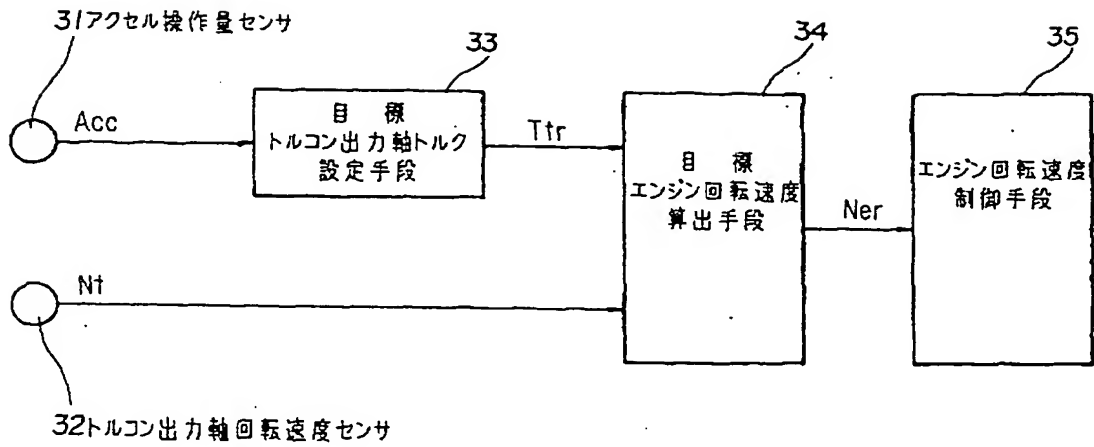 31アクセル操作量センサ
33
34
35
Acc
目標
トルコン出力軸トルク
設定手段
Ttr
目標
エンジン回転速度
算出手段
Ner
エンジン回転速度
制御手段
Nt
32トルコン出力軸回転速度センサ